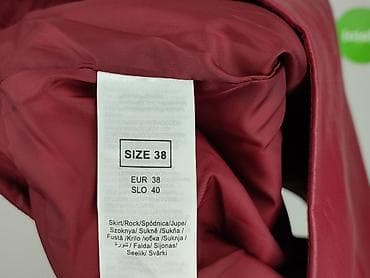 SIZE 38
EUR 38
SLO 40
Skirt/Rock/Spódnica/Jupe/
Szoknya/ Sukně /Sukňa /
Fustă /Krilo /юбка /Suknja /
تنورة / Falda/ Sijonas/
Seelik/ Svārki